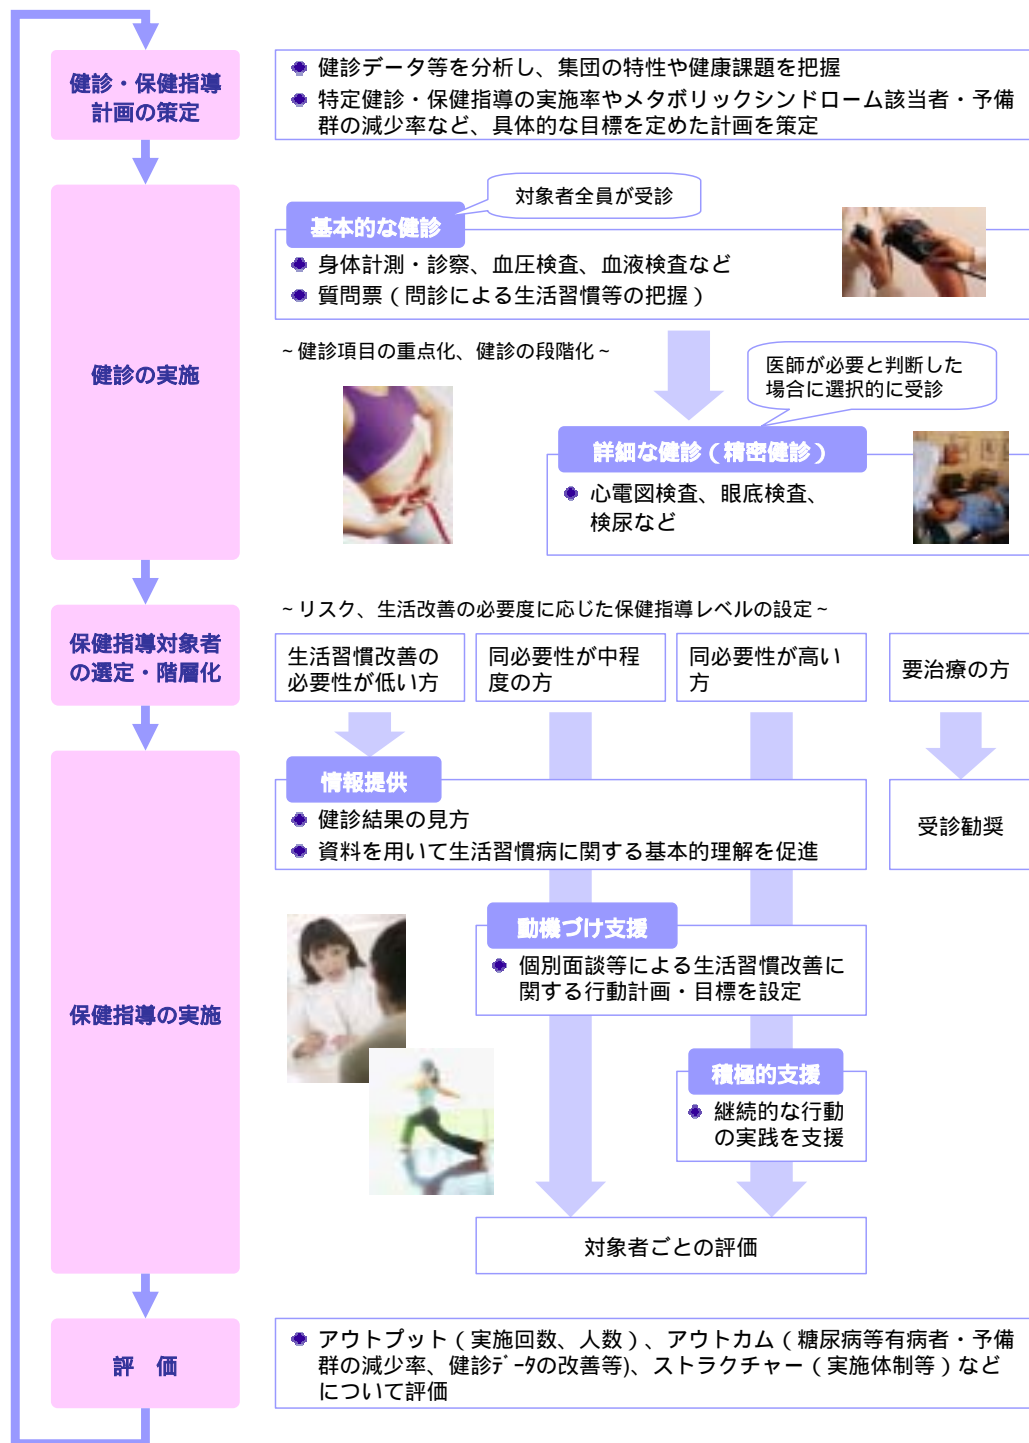 健診・保健指導
計画の策定
健診データ等を分析し、集団の特性や健康課題を把握
特定健診・保健指導の実施率やメタボリックシンドローム該当者・予備
群の減少率など、具体的な目標を定めた計画を策定
健診の実施
対象者全員が受診
基本的な健診
身体計測・診察、血圧検査、血液検査など
質問票（問診による生活習慣等の把握）
~健診項目の重点化、健診の段階化~
医師が必要と判断した
場合に選択的に受診
詳細な健診（精密健診）
心電図検査、眼底検査、
検尿など
保健指導対象者
の選定・階層化
~リスク、生活改善の必要度に応じた保健指導レベルの設定~
生活習慣改善の
必要性が低い方
同必要性が中程
度の方
同必要性が高い
方
要治療の方
保健指導の実施
情報提供
健診結果の見方
資料を用いて生活習慣病に関する基本的理解を促進
受診勧奨
動機づけ支援
個別面談等による生活習慣改善に
関する行動計画・目標を設定
積極的支援
継続的な行動
の実践を支援
対象者ごとの評価
評　価
アウトプット（実施回数、人数）、アウトカム（糖尿病等有病者・予備
群の減少率、健診ﾃﾞｰﾀの改善等)、ストラクチャー（実施体制等）など
について評価